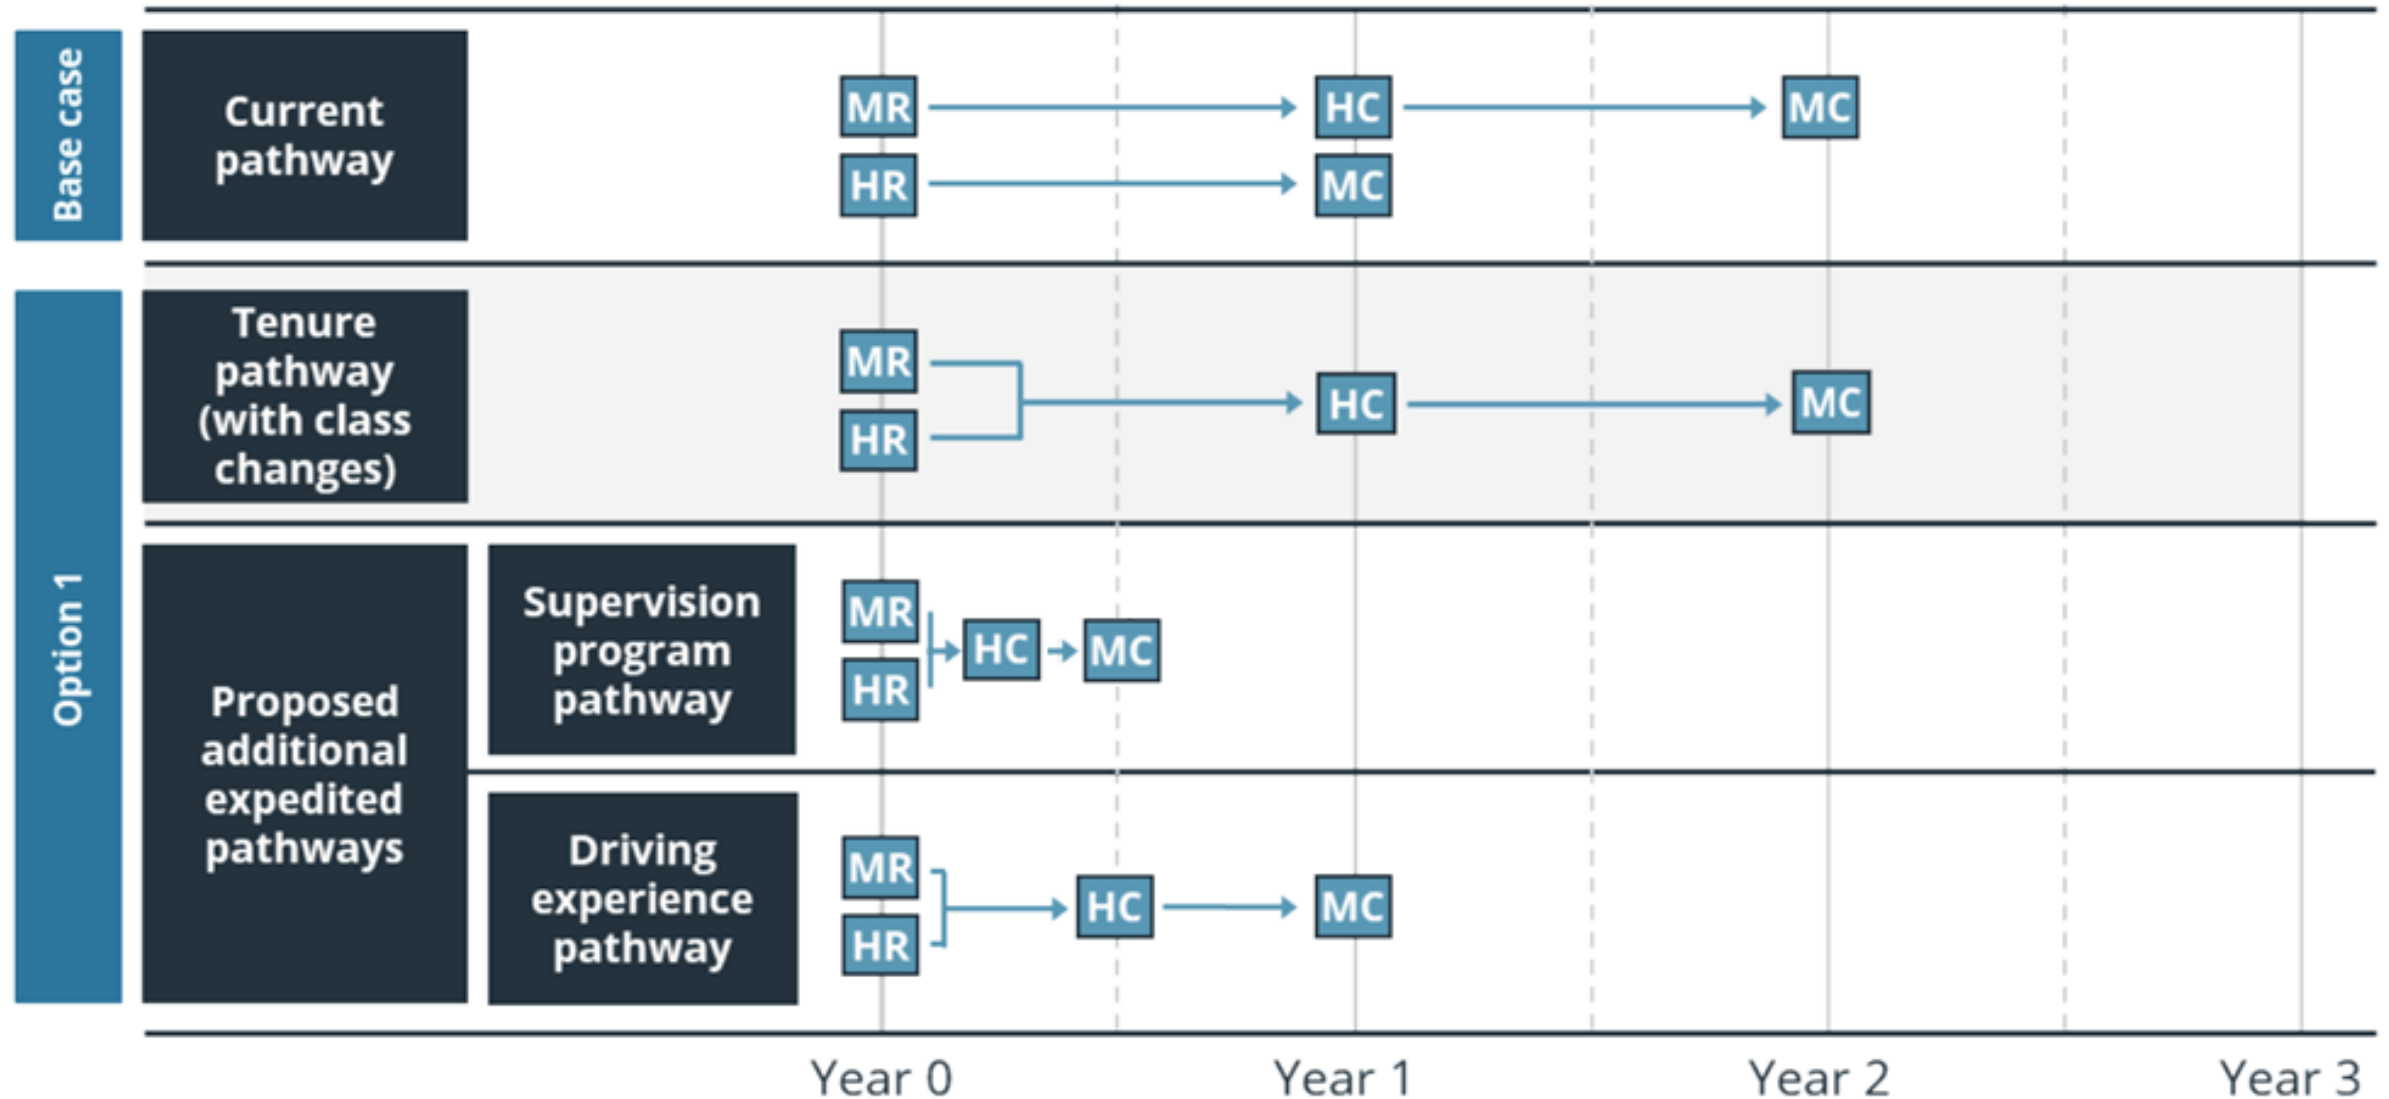 Base case
Current
pathway
MR
HC
MC
HR
MC
Option 1
Tenure
pathway
(with class
changes)
MR
HR
HC
MC
Proposed
additional
expedited
pathways
Supervision
program
pathway
MR
HR
HC
MC
Driving
experience
pathway
MR
HR
HC
MC
Year 0
Year 1
Year 2
Year 3